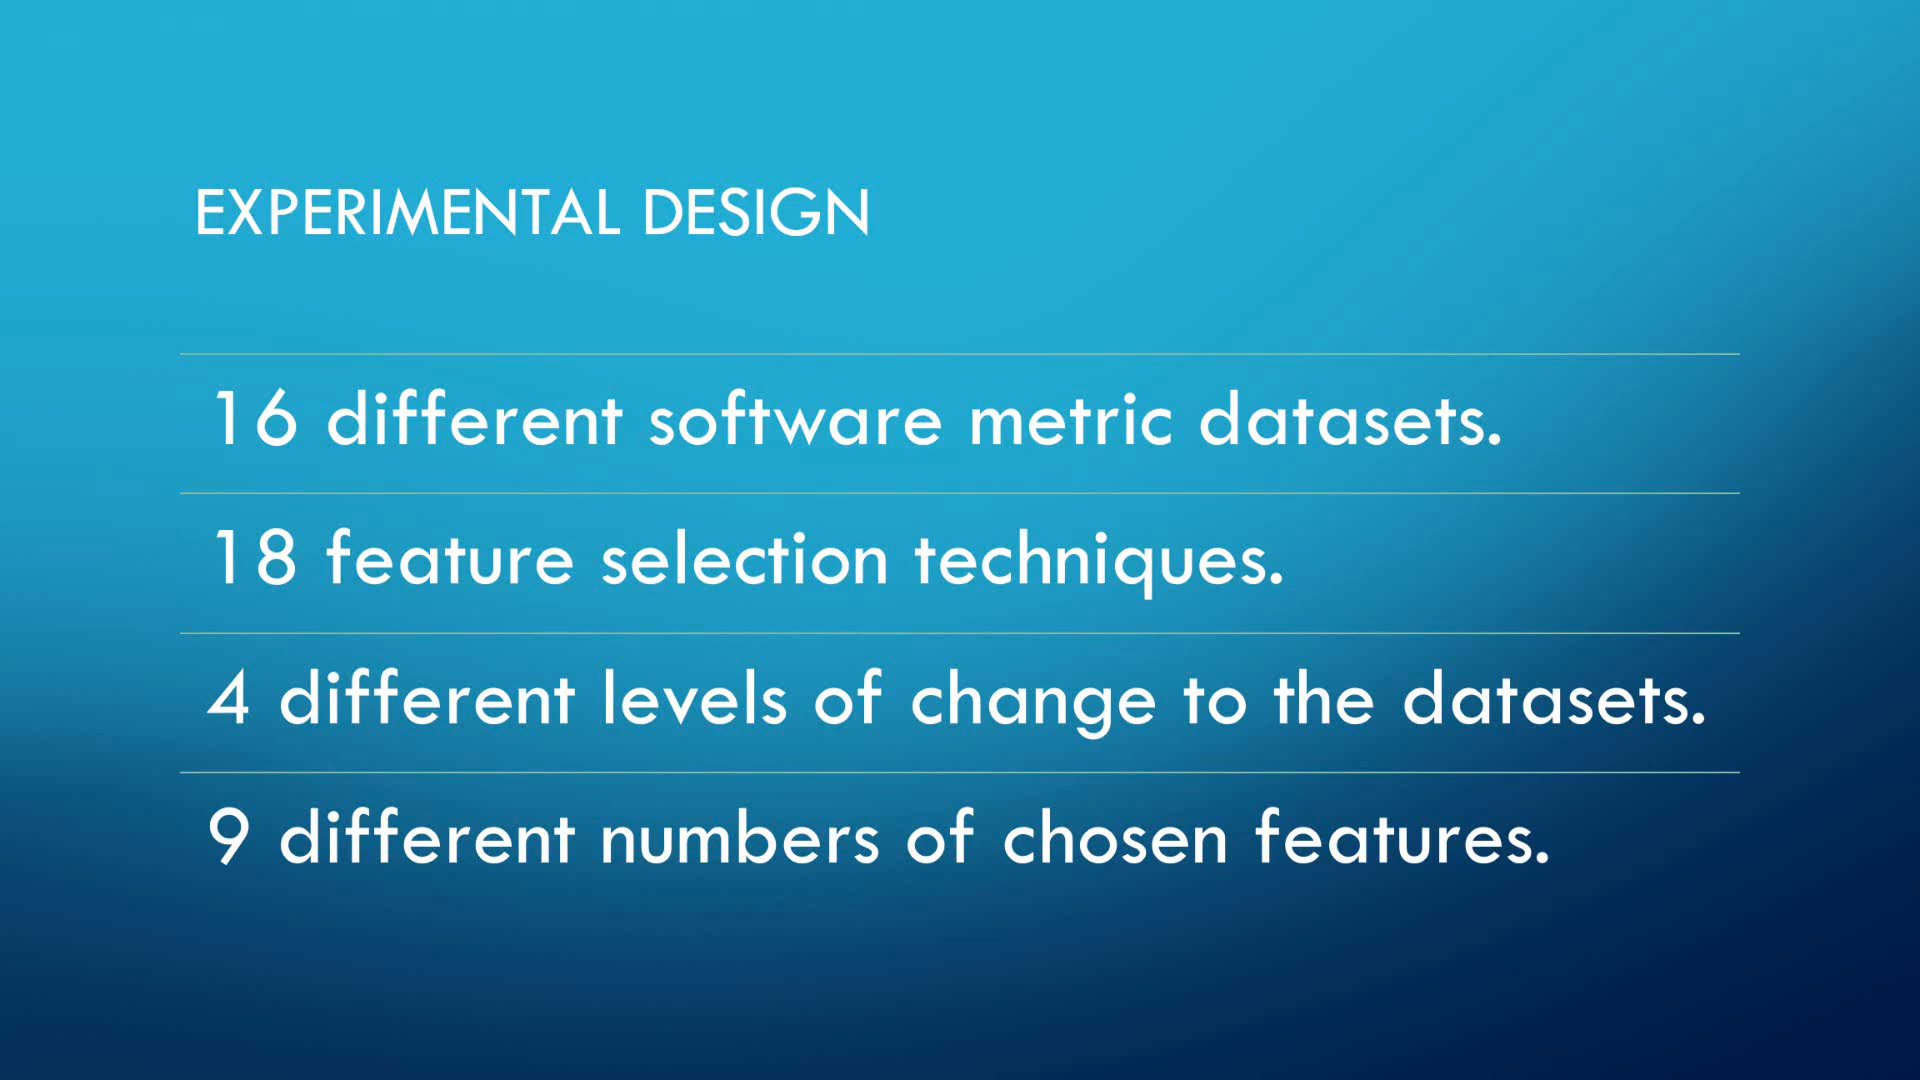 EXPERIMENTAL DESIGN
16 different software metric datasets.
18 feature selection techniques.
4 different levels of change to the datasets.
9 different numbers of chosen features.